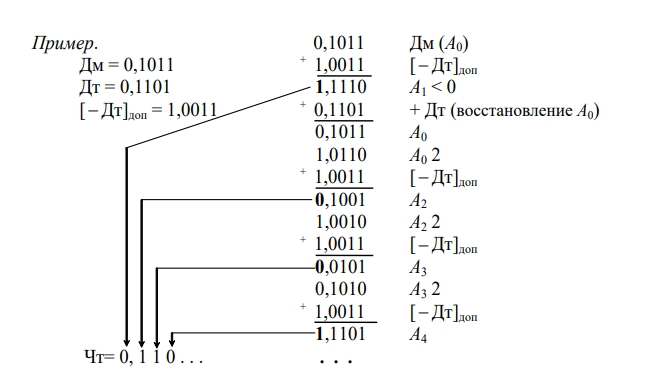 Пример.
0,1011 Дм (A₀)
Дм = 0,1011
+ 1,0011 [–Дт]доп
Дт = 0,1101
1,1110 A₁ < 0
[–Дт]доп = 1,0011
+ 0,1101 + Дт (восстановление A₀)
0,1011 A₀
1,0110 A₀ 2
+ 1,0011 [–Дт]доп
0,1001 A₂
1,0010 A₂ 2
+ 1,0011 [–Дт]доп
0,0101 A₃
0,1010 A₃ 2
+ 1,0011 [–Дт]доп
1,1101 A₄
Чт= 0, 1 1 0 . . .
. . .